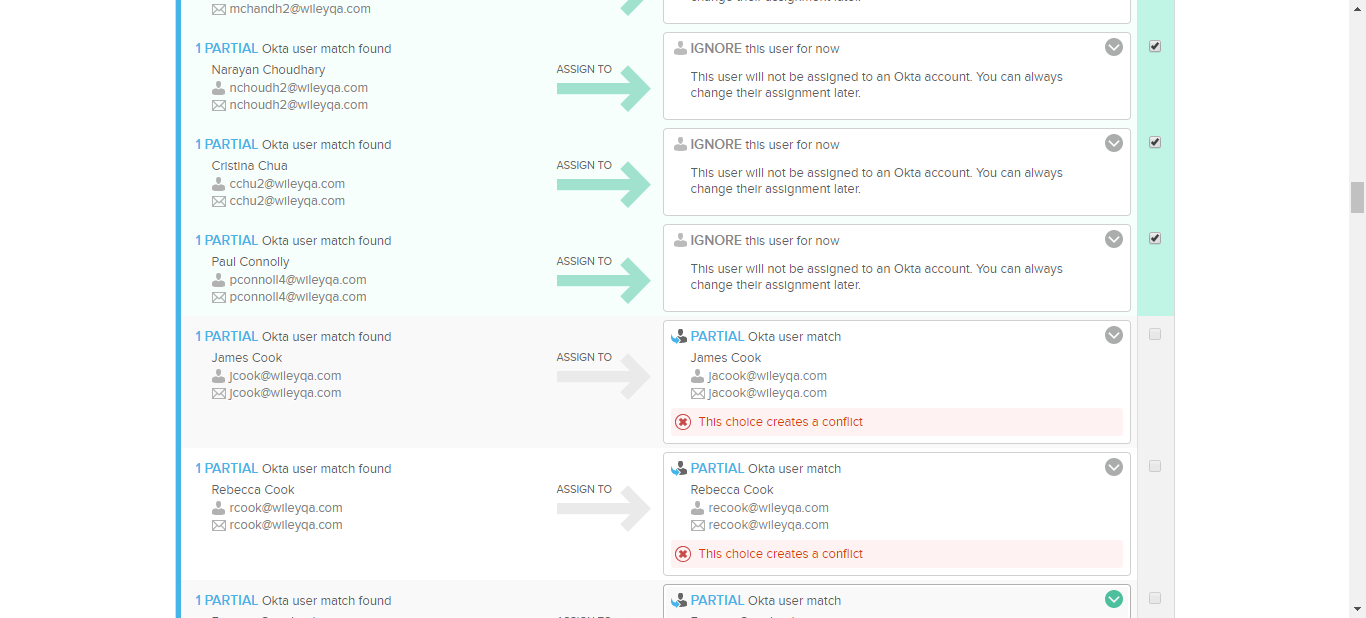 mchandh2@wileyqa.com
change their assignment later.
1 PARTIAL Okta user match found
Narayan Choudhary
nchoudh2@wileyqa.com
nchoudh2@wileyqa.com
ASSIGN TO
IGNORE this user for now
This user will not be assigned to an Okta account. You can always
change their assignment later.
1 PARTIAL Okta user match found
Cristina Chua
cchu2@wileyqa.com
cchu2@wileyqa.com
ASSIGN TO
IGNORE this user for now
This user will not be assigned to an Okta account. You can always
change their assignment later.
1 PARTIAL Okta user match found
Paul Connolly
pconnoll4@wileyqa.com
pconnoll4@wileyqa.com
ASSIGN TO
IGNORE this user for now
This user will not be assigned to an Okta account. You can always
change their assignment later.
1 PARTIAL Okta user match found
James Cook
jcook@wileyqa.com
jcook@wileyqa.com
ASSIGN TO
PARTIAL Okta user match
James Cook
jacook@wileyqa.com
jacook@wileyqa.com
This choice creates a conflict
1 PARTIAL Okta user match found
Rebecca Cook
rcook@wileyqa.com
rcook@wileyqa.com
ASSIGN TO
PARTIAL Okta user match
Rebecca Cook
recook@wileyqa.com
recook@wileyqa.com
This choice creates a conflict
1 PARTIAL Okta user match found
PARTIAL Okta user match